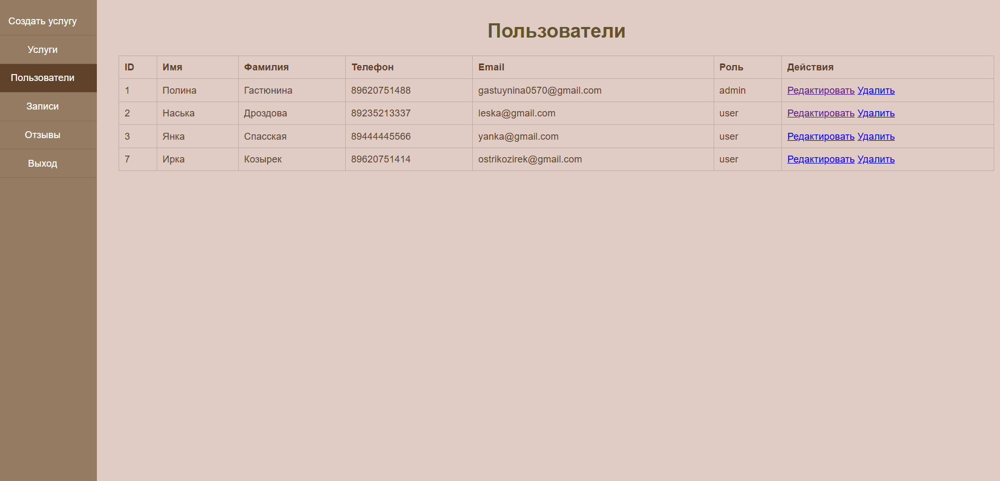 Создать услугу
Услуги
Пользователи
Записи
Отзывы
Выход
Пользователи
ID Имя Фамилия Телефон Email Роль Действия
1 Полина Гастюнина 89620751488 gastuynina0570@gmail.com admin Редактировать Удалить
2 Наська Дроздова 89235213337 leska@gmail.com user Редактировать Удалить
3 Янка Спасская 89444445566 yanka@gmail.com user Редактировать Удалить
7 Ирка Козырек 89620751414 ostrikozirek@gmail.com user Редактировать Удалить